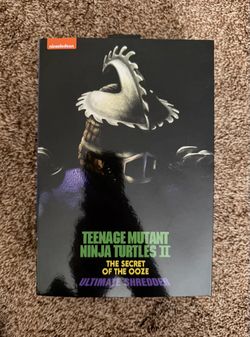 nickelodeon
TEENAGE MUTANT
NINJA TURTLES II
THE SECRET
OF THE OOZE
ULTIMATE SHREDDER